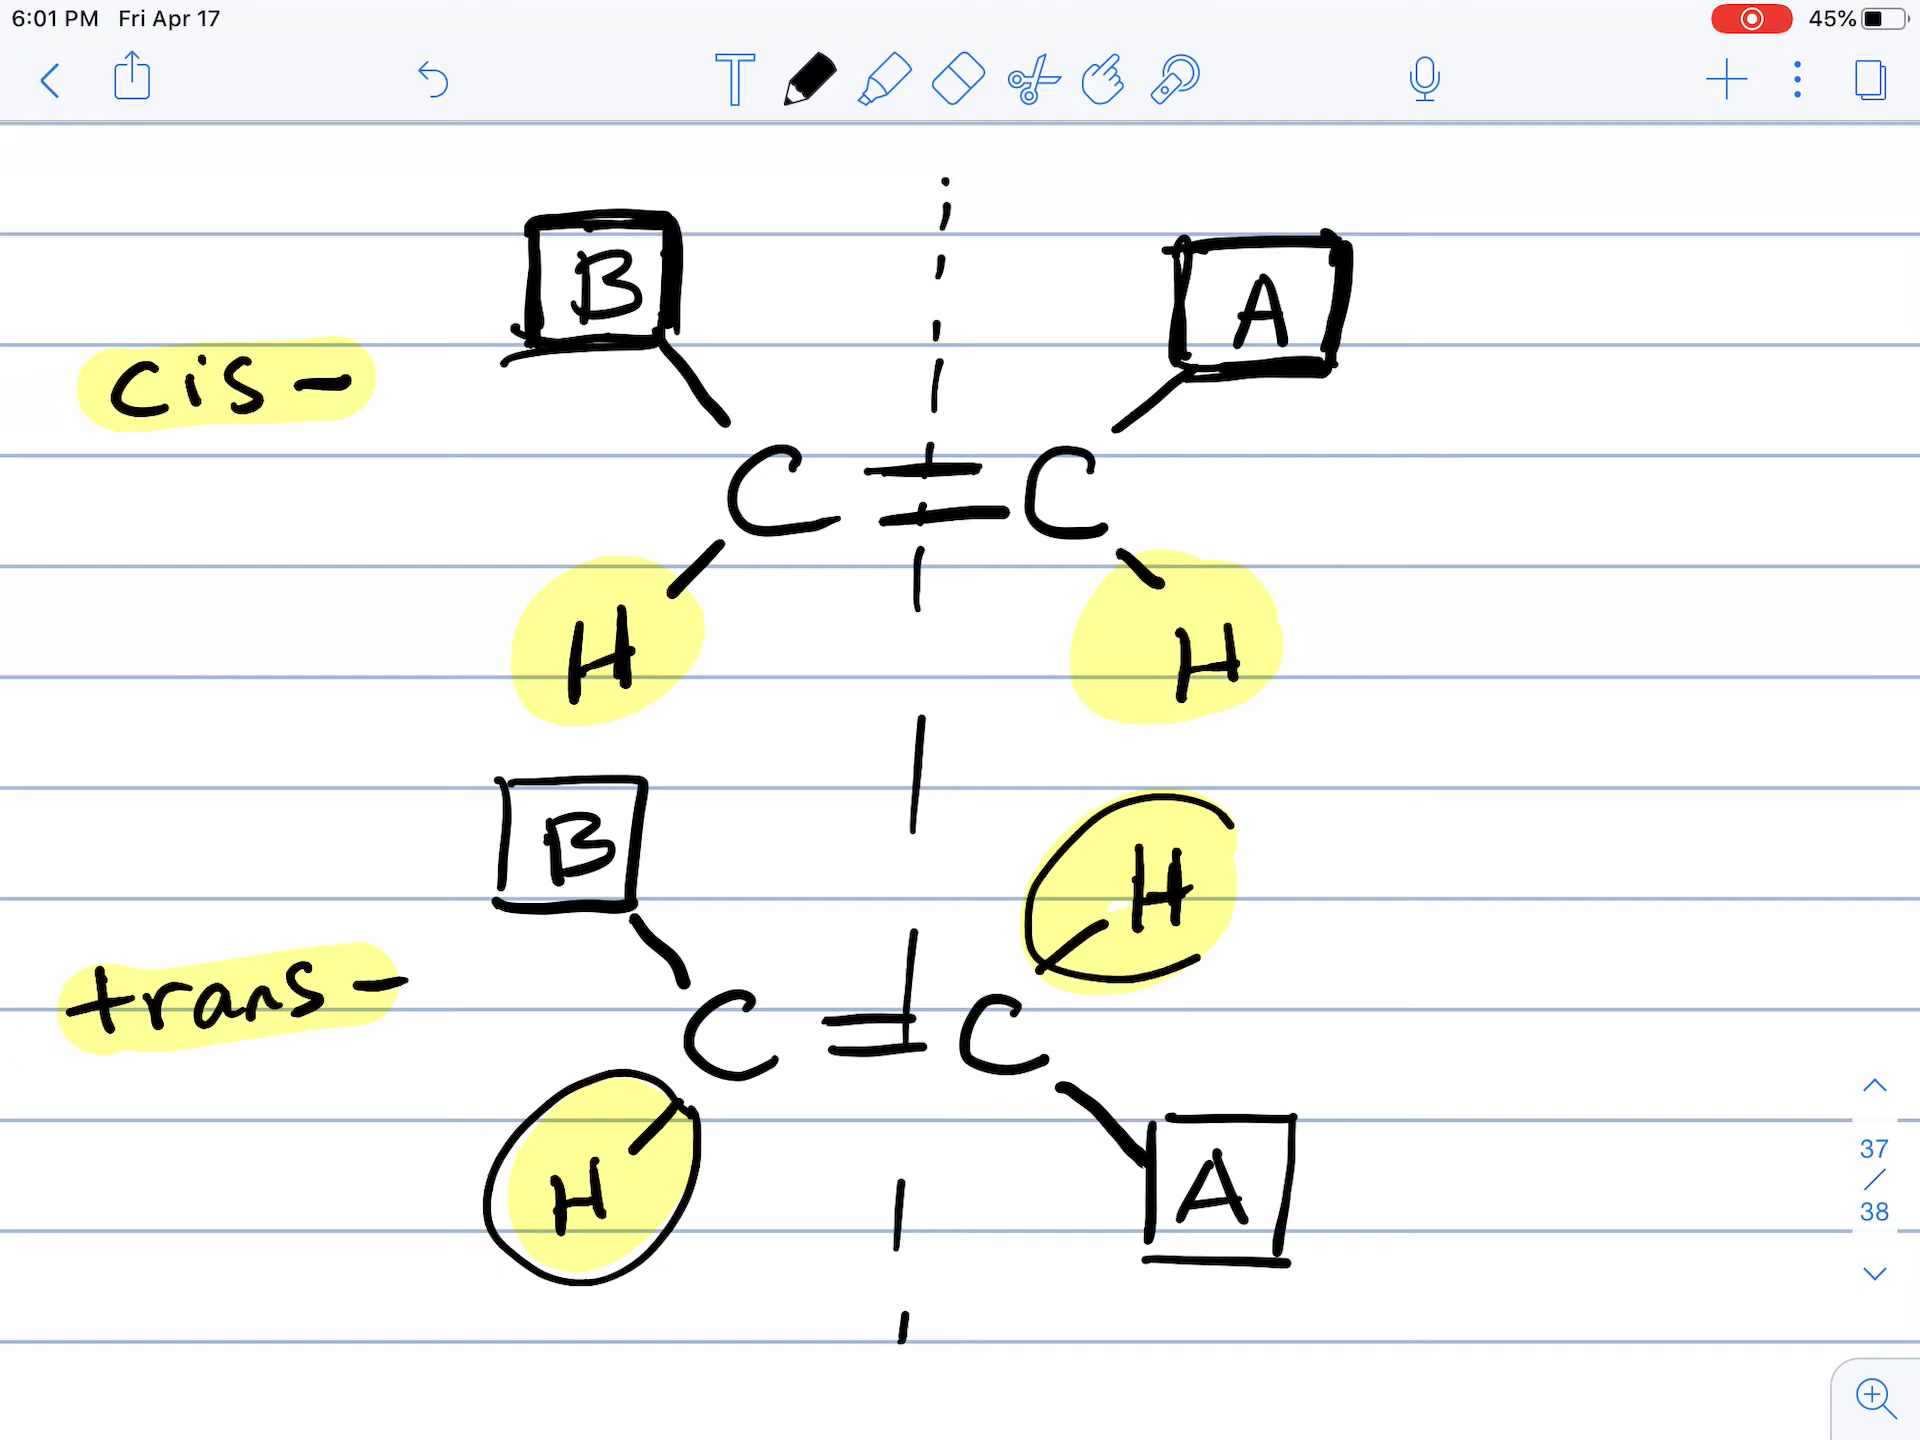 6:01 PM Fri Apr 17 45%
B A
cis-
C = C
H H
B H
trans-
C = C
H A
37
/
38